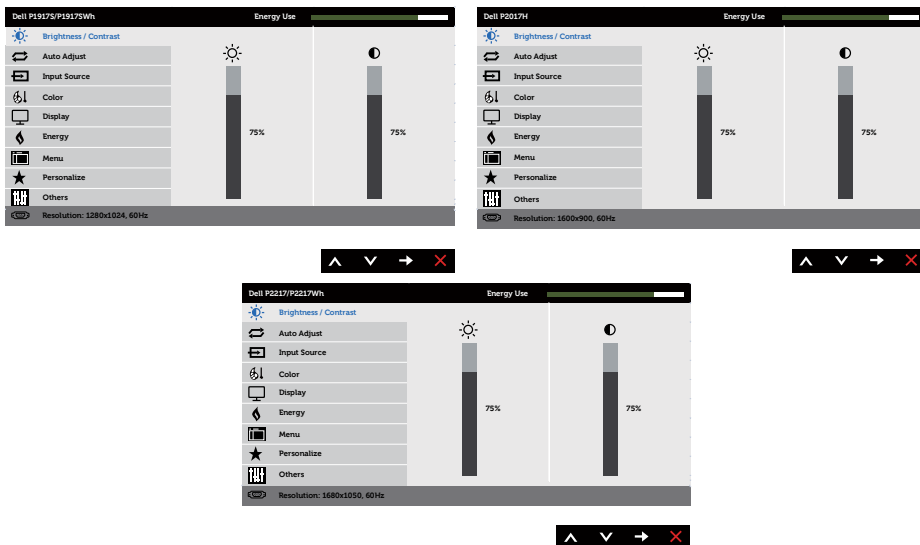 Dell P1917S/P1917SWh Energy Use
Brightness / Contrast
Auto Adjust
Input Source
Color
Display
Energy
75% 75%
Menu
Personalize
Others
Resolution: 1280x1024, 60Hz
Dell P2017H Energy Use
Brightness / Contrast
Auto Adjust
Input Source
Color
Display
Energy
75% 75%
Menu
Personalize
Others
Resolution: 1600x900, 60Hz
Dell P2217/P2217Wh Energy Use
Brightness / Contrast
Auto Adjust
Input Source
Color
Display
Energy
75% 75%
Menu
Personalize
Others
Resolution: 1680x1050, 60Hz